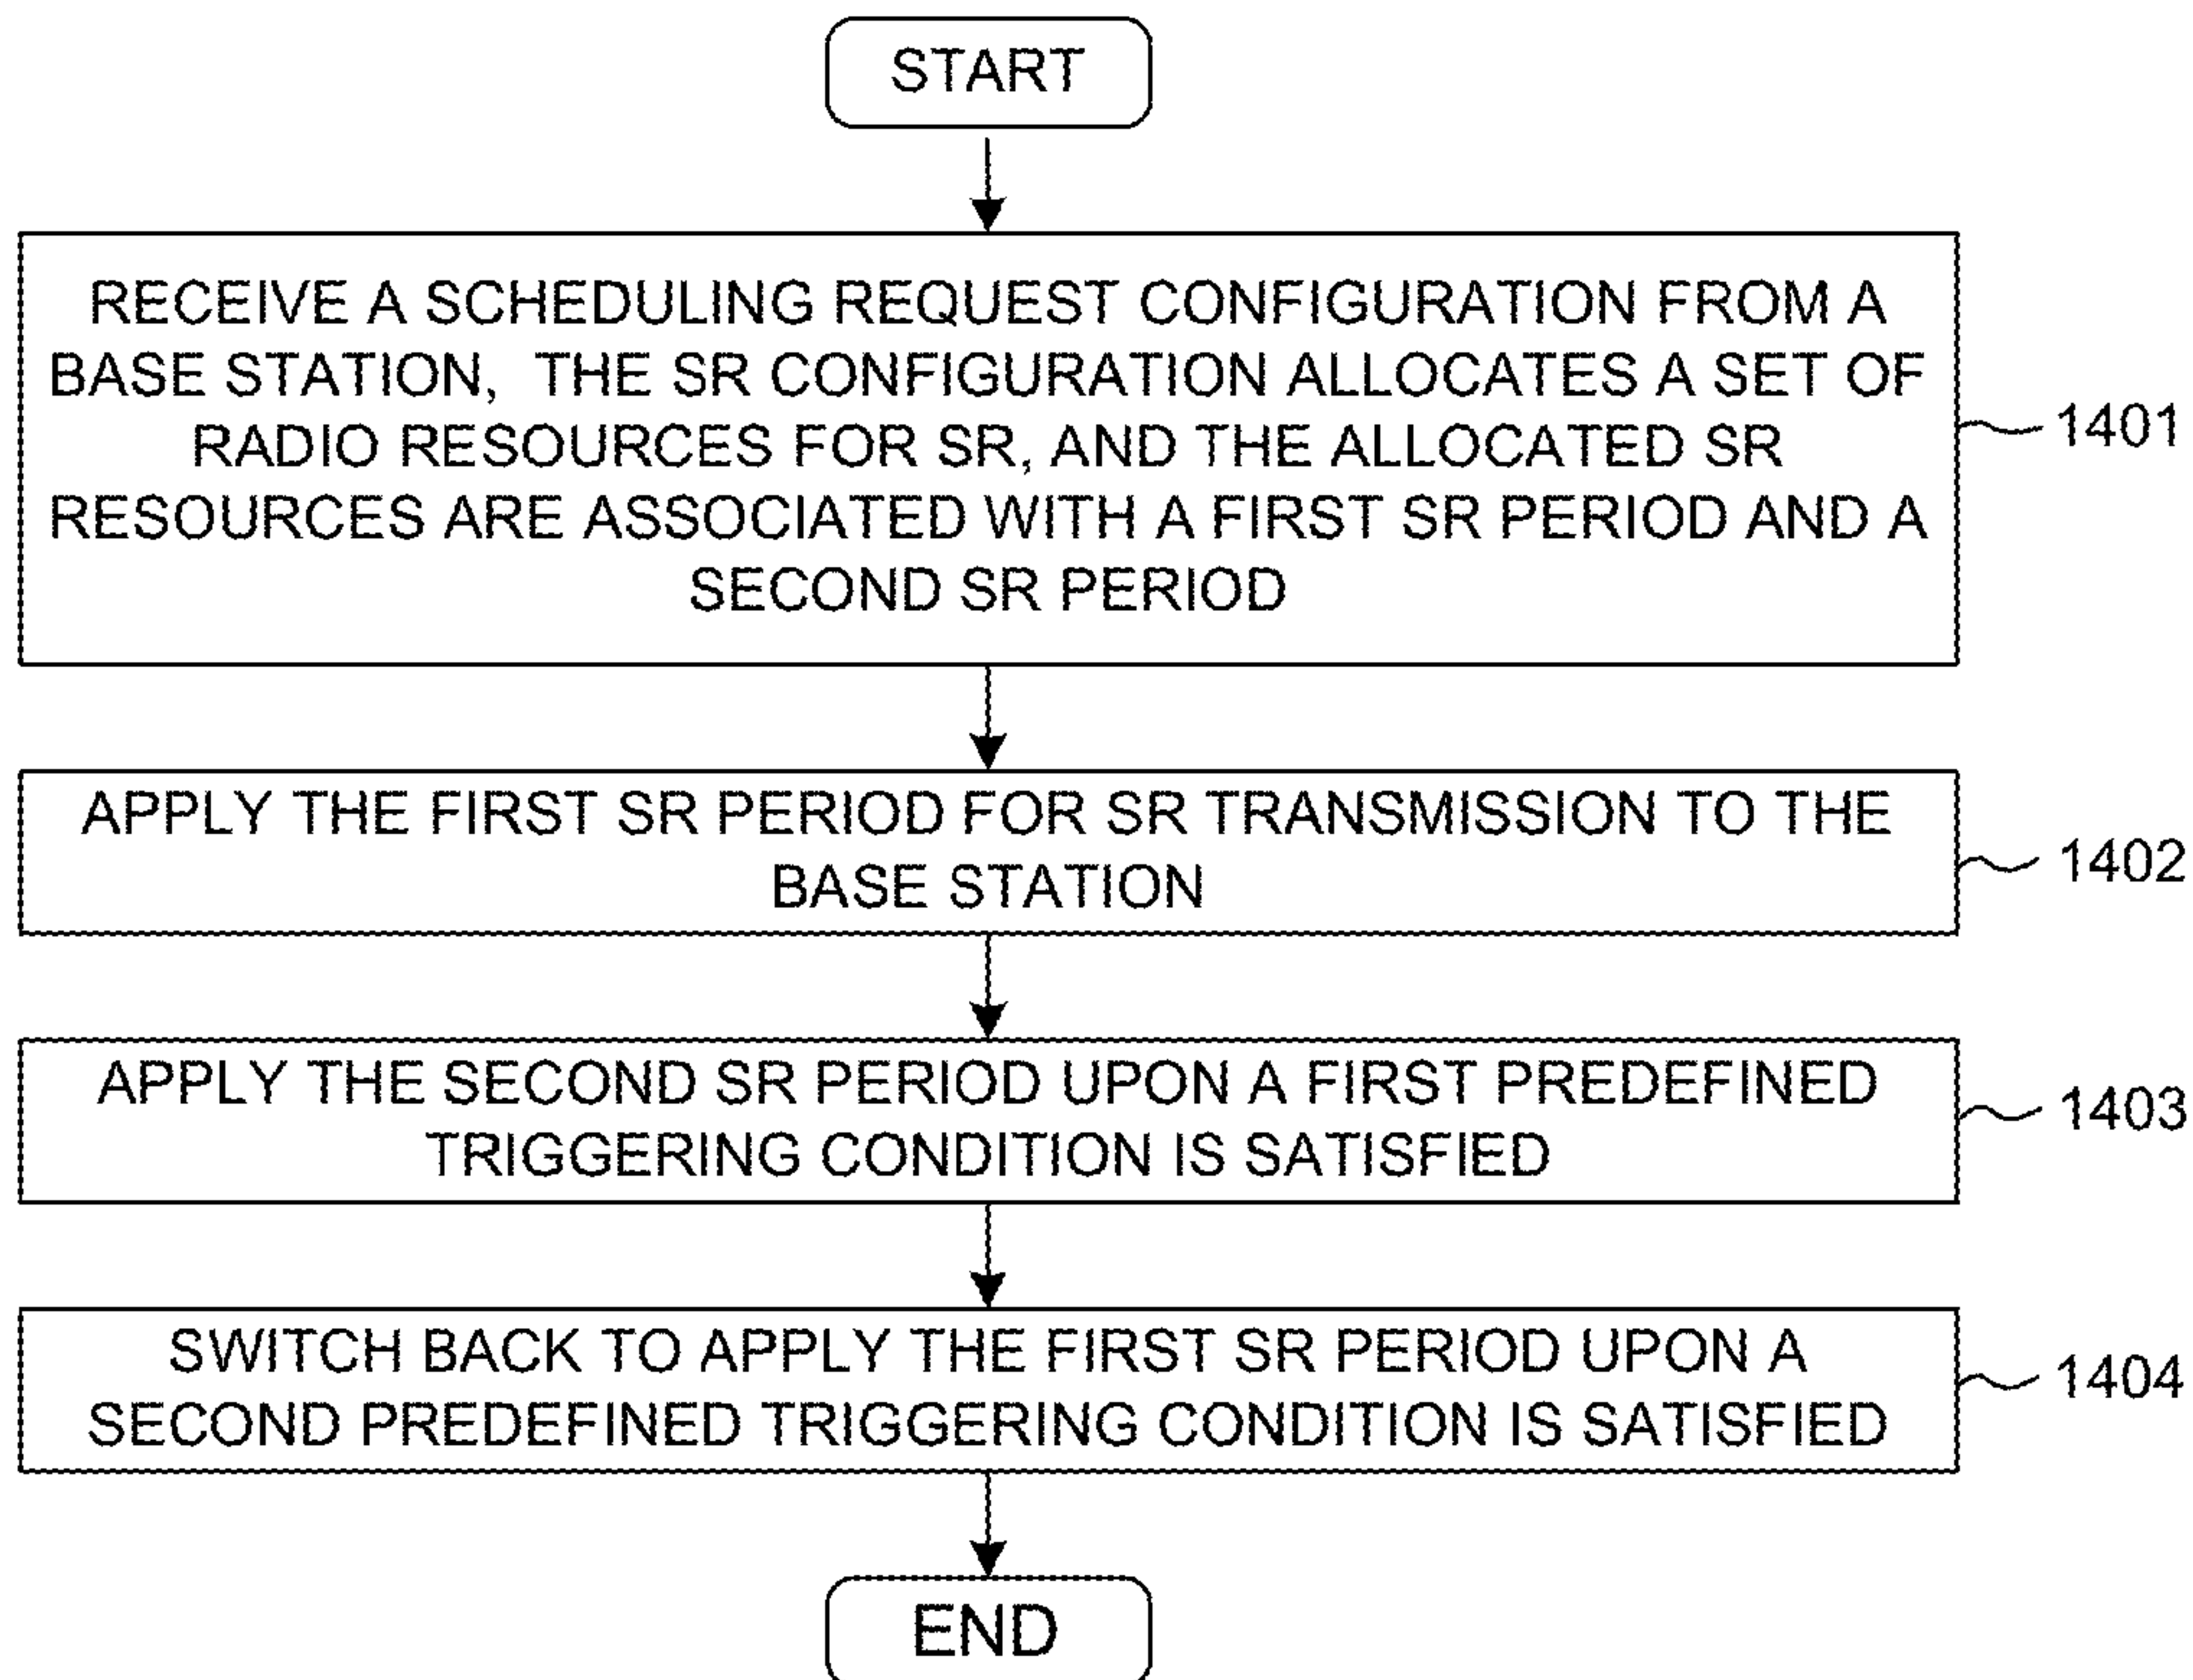 START
RECEIVE A SCHEDULING REQUEST CONFIGURATION FROM A
BASE STATION, THE SR CONFIGURATION ALLOCATES A SET OF
RADIO RESOURCES FOR SR, AND THE ALLOCATED SR
RESOURCES ARE ASSOCIATED WITH A FIRST SR PERIOD AND A
SECOND SR PERIOD
1401
APPLY THE FIRST SR PERIOD FOR SR TRANSMISSION TO THE
BASE STATION
1402
APPLY THE SECOND SR PERIOD UPON A FIRST PREDEFINED
TRIGGERING CONDITION IS SATISFIED
1403
SWITCH BACK TO APPLY THE FIRST SR PERIOD UPON A
SECOND PREDEFINED TRIGGERING CONDITION IS SATISFIED
1404
END